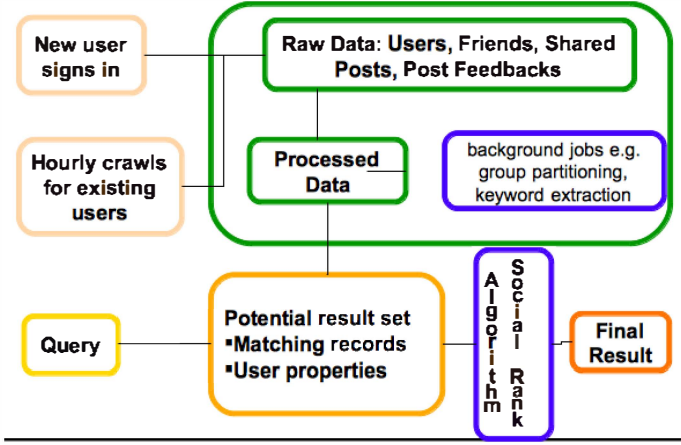 New user
signs in
Raw Data: Users, Friends, Shared
Posts, Post Feedbacks
Hourly crawls
for existing
users
Processed
Data
background jobs e.g.
group partitioning,
keyword extraction
Query
Potential result set
▪Matching records
▪User properties
Social Rank
Algorithm
Final
Result